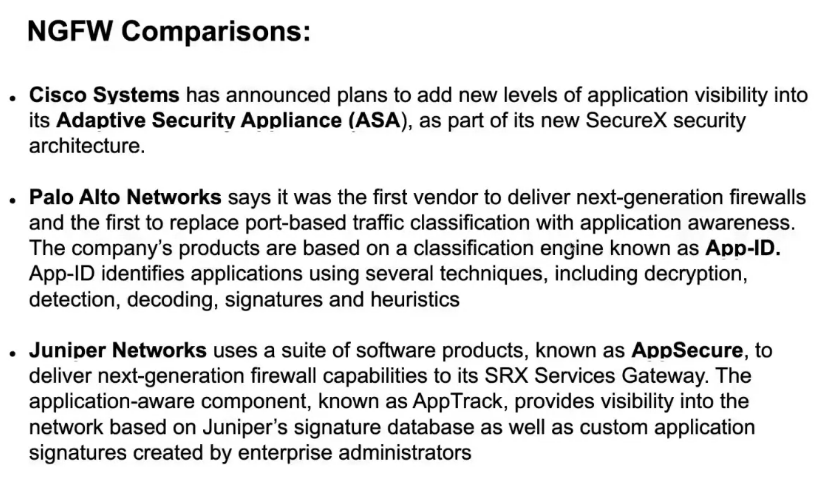 NGFW Comparisons:
• Cisco Systems has announced plans to add new levels of application visibility into
its Adaptive Security Appliance (ASA), as part of its new SecureX security
architecture.
• Palo Alto Networks says it was the first vendor to deliver next-generation firewalls
and the first to replace port-based traffic classification with application awareness.
The company's products are based on a classification engine known as App-ID.
App-ID identifies applications using several techniques, including decryption,
detection, decoding, signatures and heuristics
• Juniper Networks uses a suite of software products, known as AppSecure, to
deliver next-generation firewall capabilities to its SRX Services Gateway. The
application-aware component, known as AppTrack, provides visibility into the
network based on Juniper's signature database as well as custom application
signatures created by enterprise administrators